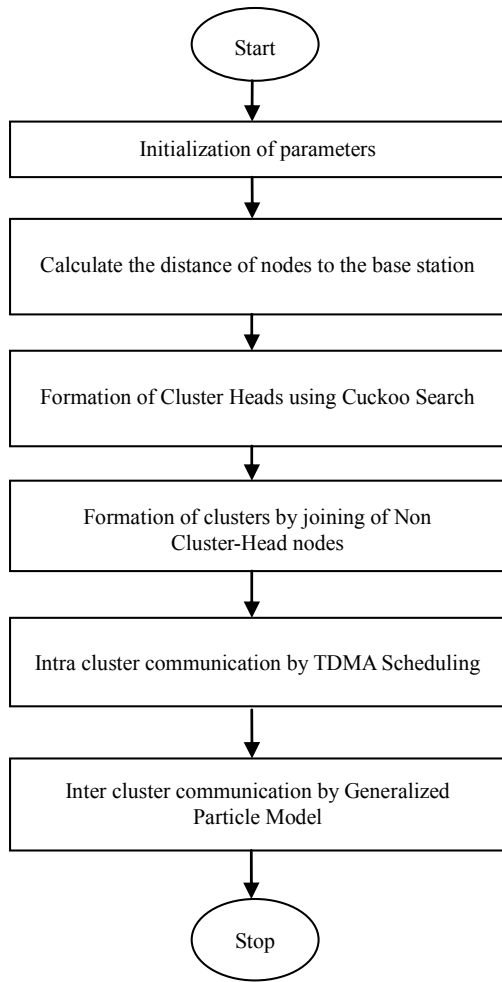 Start
Initialization of parameters
Calculate the distance of nodes to the base station
Formation of Cluster Heads using Cuckoo Search
Formation of clusters by joining of Non
Cluster-Head nodes
Intra cluster communication by TDMA Scheduling
Inter cluster communication by Generalized
Particle Model
Stop